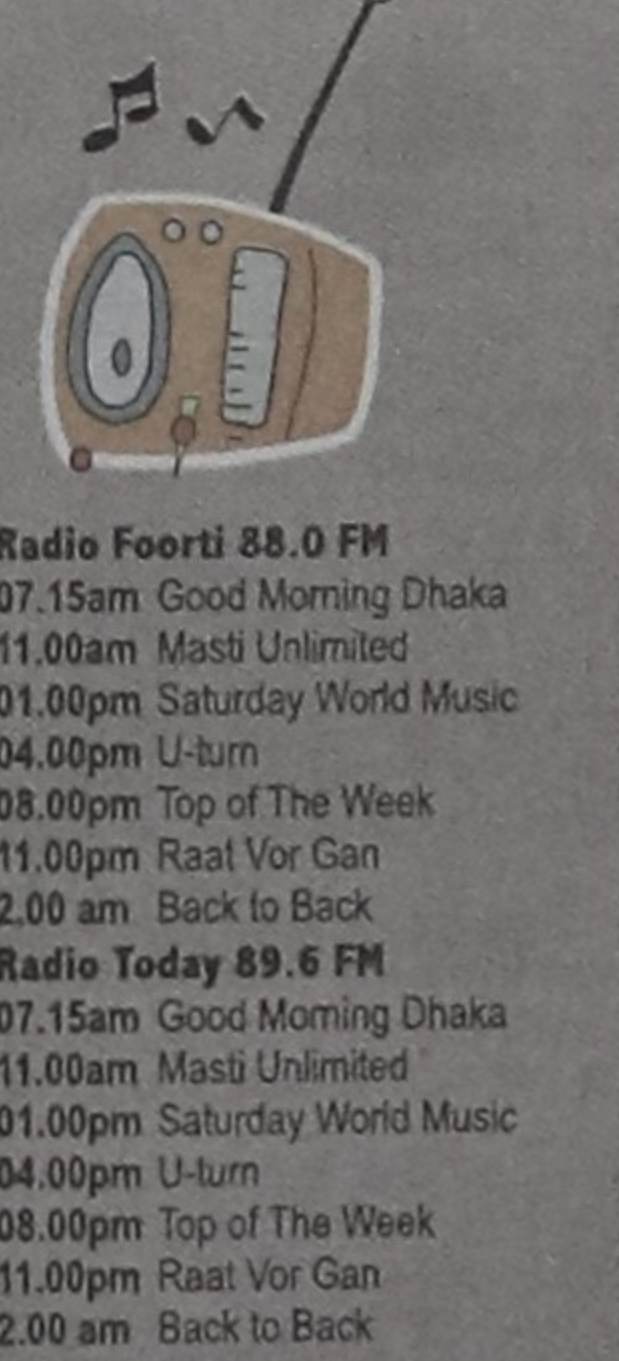 Radio Foorti 88.0 FM
07.15am Good Morning Dhaka
11.00am Masti Unlimited
01.00pm Saturday World Music
04.00pm U-turn
08.00pm Top of The Week
11.00pm Raat Vor Gan
2.00 am Back to Back
Radio Today 89.6 FM
07.15am Good Morning Dhaka
11.00am Masti Unlimited
01.00pm Saturday World Music
04.00pm U-turn
08.00pm Top of The Week
11.00pm Raat Vor Gan
2.00 am Back to Back